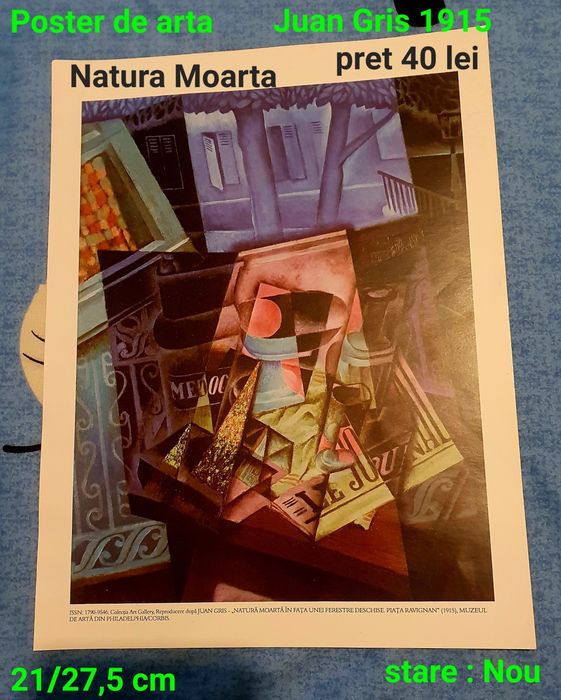 Poster de arta Juan Gris 1915
Natura Moarta pret 40 lei
MEDOC
LE JOURNAL
ISSN: 1790-9546, Colecția Art Gallery, Reproducere după JUAN GRIS - „NATURĂ MOARTĂ ÎN FAȚA UNEI FERESTRE DESCHISE. PIAȚA RAVIGNAN” (1915), MUZEUL
DE ARTĂ DIN PHILADELPHIA/CORBIS.
21/27,5 cm stare : Nou